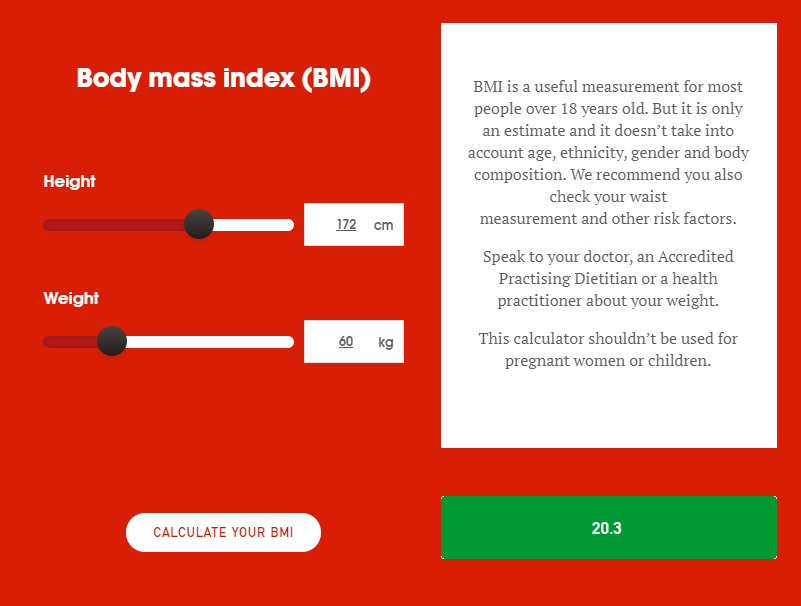 Body mass index (BMI)
Height
172 cm
Weight
60 kg
CALCULATE YOUR BMI
BMI is a useful measurement for most
people over 18 years old. But it is only
an estimate and it doesn’t take into
account age, ethnicity, gender and body
composition. We recommend you also
check your waist
measurement and other risk factors.
Speak to your doctor, an Accredited
Practising Dietitian or a health
practitioner about your weight.
This calculator shouldn’t be used for
pregnant women or children.
20.3